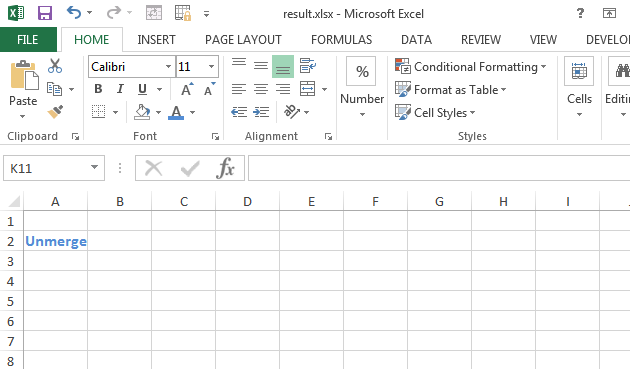 result.xlsx - Microsoft Excel
FILE HOME INSERT PAGE LAYOUT FORMULAS DATA REVIEW VIEW DEVELO
Calibri 11 % Conditional Formatting
Paste B I U A A A Number Format as Table Cells Editin
Cell Styles
Clipboard Font Alignment Styles
K11 fx
A B C D E F G H I
1
2 Unmerge
3
4
5
6
7
8